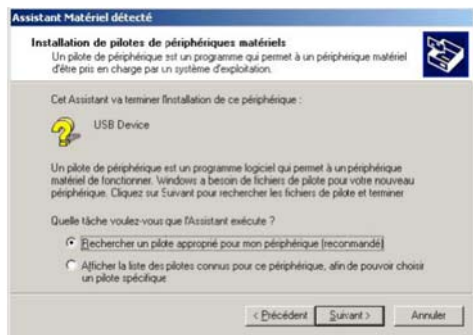 Assistant Matériel détecté
Installation de pilotes de périphériques matériels
Un pilote de périphérique est un programme qui permet à un périphérique matériel
d'être pris en charge par un système d'exploitation.
Cet Assistant va terminer l'installation de ce périphérique :
USB Device
Un pilote de périphérique est un programme logiciel qui permet à un périphérique
matériel de fonctionner. Windows a besoin de fichiers de pilote pour votre nouveau
périphérique. Cliquez sur Suivant pour rechercher les fichiers de pilote et terminer
Quelle tâche voulez-vous que l'Assistant exécute ?
Rechercher un pilote approprié pour mon périphérique (recommandé)
Afficher la liste des pilotes connus pour ce périphérique, afin de pouvoir choisir
un pilote spécifique
< Précédent Suivant > Annuler